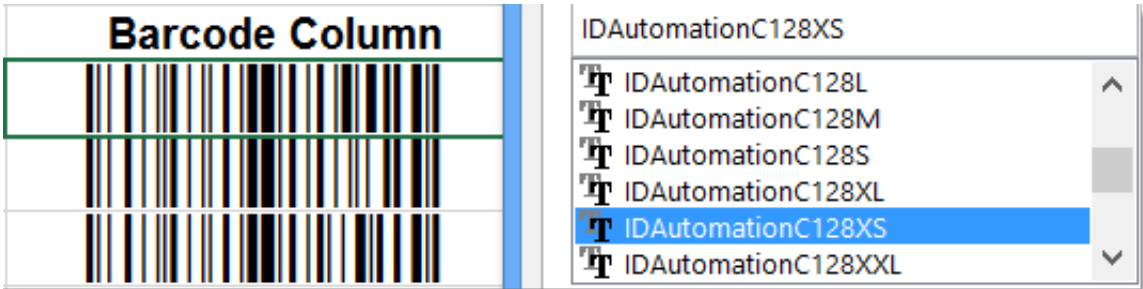 Barcode Column
IDAutomationC128XS
IDAutomationC128L
IDAutomationC128M
IDAutomationC128S
IDAutomationC128XL
IDAutomationC128XS
IDAutomationC128XXL